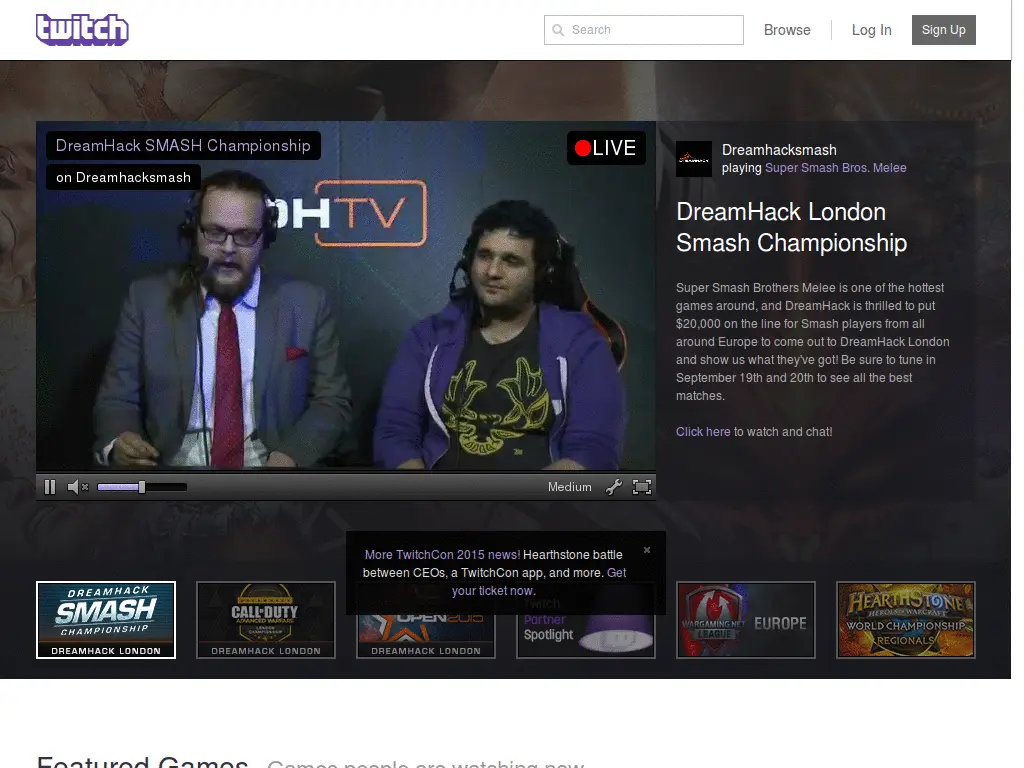 twitch
Search
Browse
Log In
Sign Up
DreamHack SMASH Championship
on Dreamhacksmash
LIVE
DHTV
Dreamhacksmash
playing Super Smash Bros. Melee
DreamHack London
Smash Championship
Super Smash Brothers Melee is one of the hottest
games around, and DreamHack is thrilled to put
$20,000 on the line for Smash players from all
around Europe to come out to DreamHack London
and show us what they've got! Be sure to tune in
September 19th and 20th to see all the best
matches.
Click here to watch and chat!
Medium
More TwitchCon 2015 news! Hearthstone battle
between CEOs, a TwitchCon app, and more. Get
your ticket now.
DREAMHACK
SMASH
CHAMPIONSHIP
DREAMHACK LONDON
CALL OF DUTY
ADVANCED WARFARE
DREAMHACK LONDON
OPEN 2015
DREAMHACK LONDON
Twitch
Partner
Spotlight
WARGAMING.NET
LEAGUE
EUROPE
HEARTHSTONE
HEROES OF WARCRAFT
WORLD CHAMPIONSHIP
REGIONALS
Featured Games
Games people are watching now